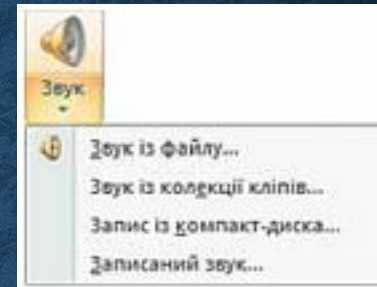 Звук
Звук із файлу...
Звук із колекції кліпів...
Запис із компакт-диска...
Записаний звук...